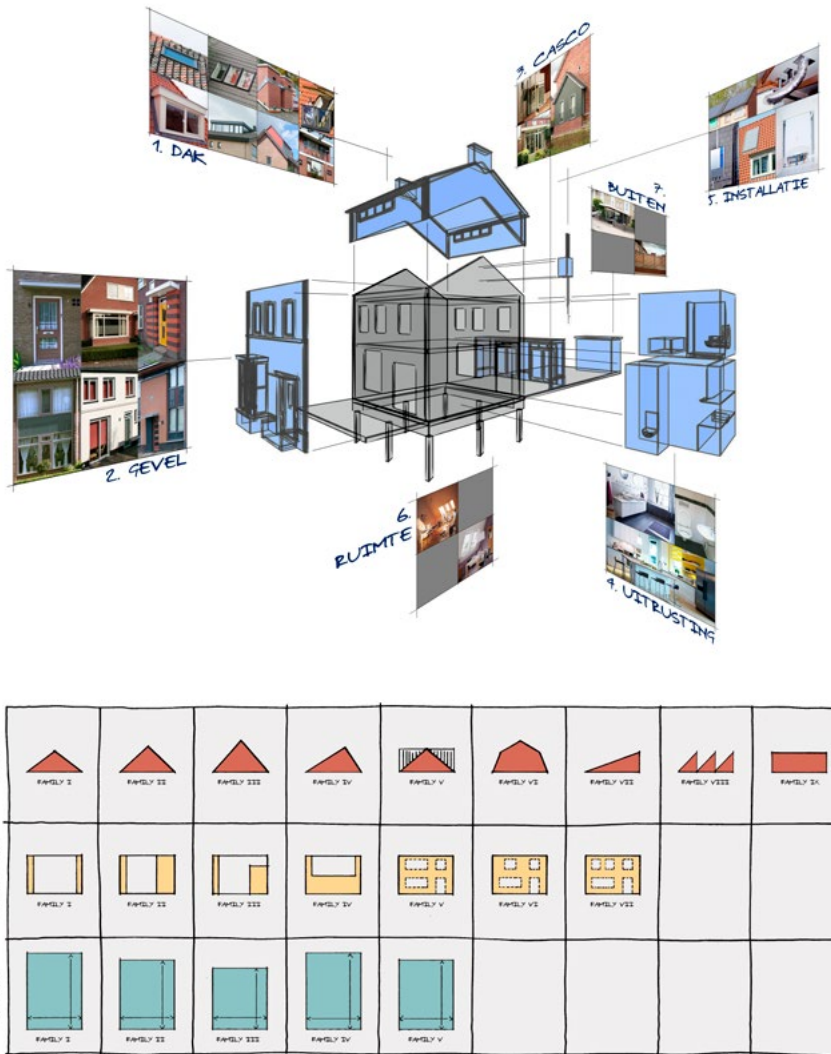 3. CASCO
1. DAK
7.
BUITEN
5. INSTALLATIE
2. GEVEL
6.
RUIMTE
4. UITRUSTING
FAMILY I
FAMILY II
FAMILY III
FAMILY IV
FAMILY V
FAMILY VI
FAMILY VII
FAMILY VIII
FAMILY IX
FAMILY I
FAMILY II
FAMILY III
FAMILY IV
FAMILY V
FAMILY VI
FAMILY VII
FAMILY I
FAMILY II
FAMILY III
FAMILY IV
FAMILY V